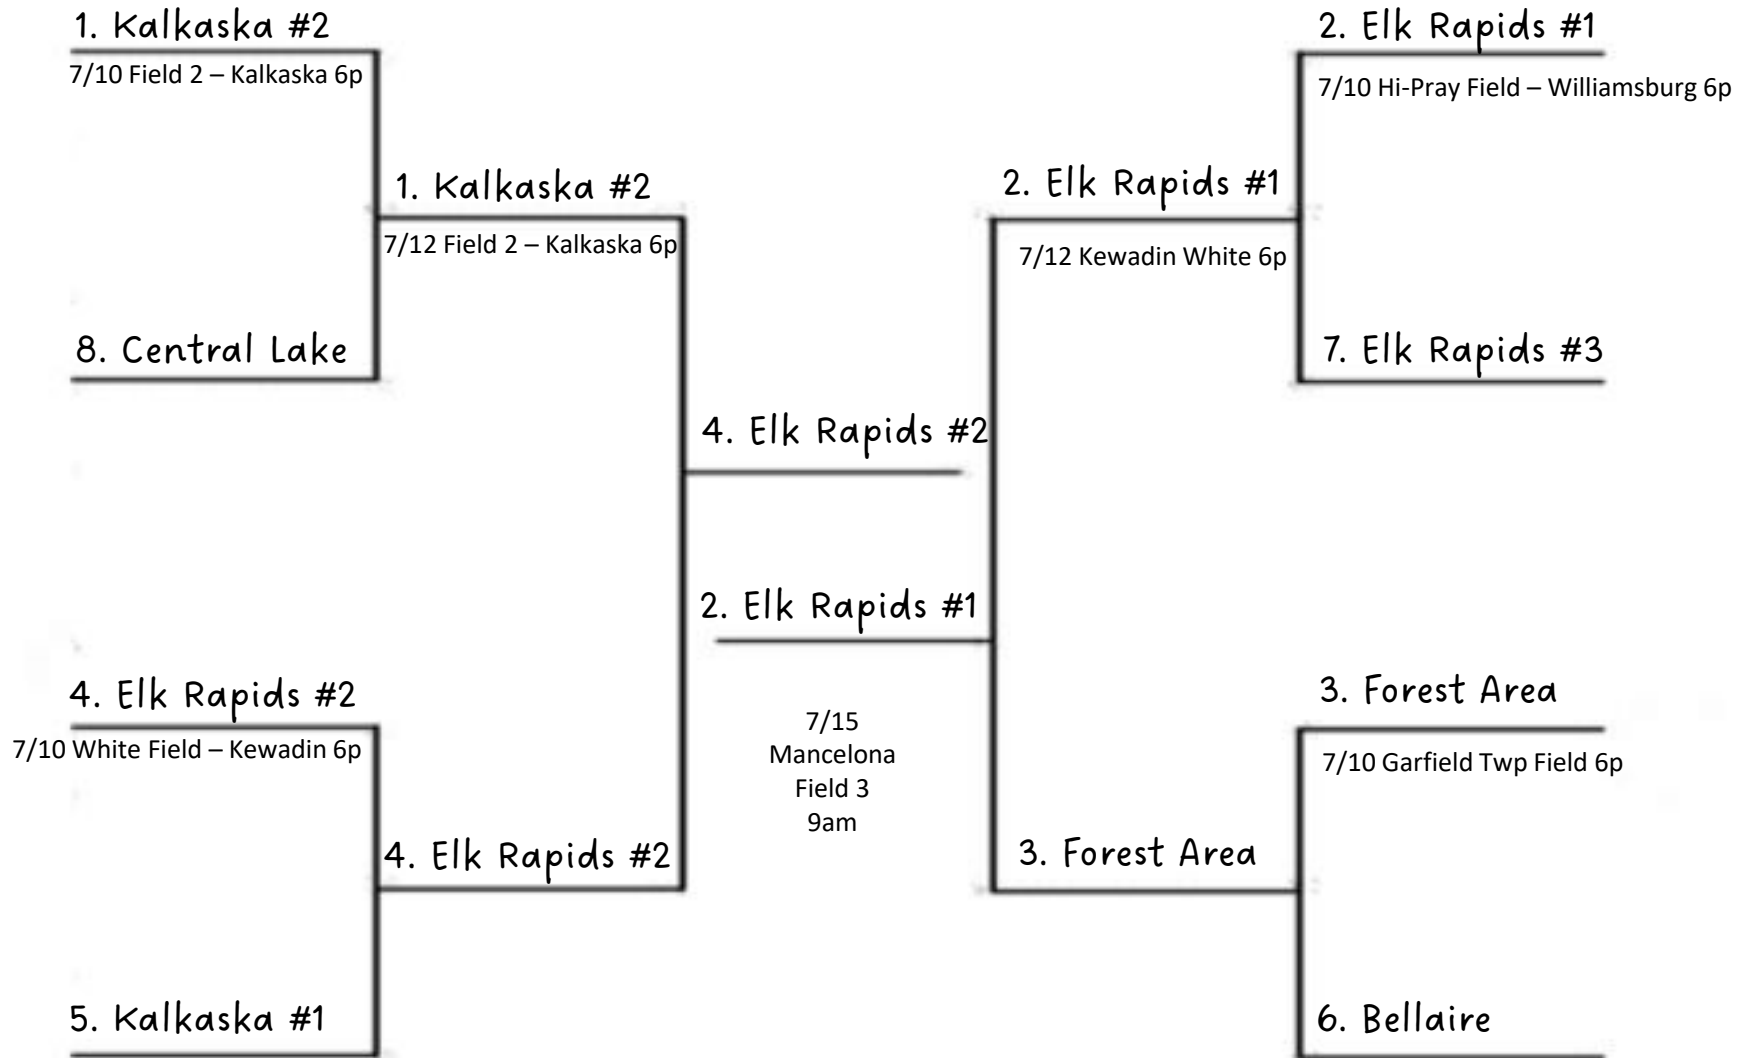 1. Kalkaska #2
7/10 Field 2 – Kalkaska 6p
1. Kalkaska #2
7/12 Field 2 – Kalkaska 6p
8. Central Lake
4. Elk Rapids #2
4. Elk Rapids #2
7/10 White Field – Kewadin 6p
4. Elk Rapids #2
5. Kalkaska #1
2. Elk Rapids #1
7/15
Mancelona
Field 3
9am
2. Elk Rapids #1
7/10 Hi-Pray Field – Williamsburg 6p
2. Elk Rapids #1
7/12 Kewadin White 6p
7. Elk Rapids #3
3. Forest Area
7/10 Garfield Twp Field 6p
3. Forest Area
6. Bellaire